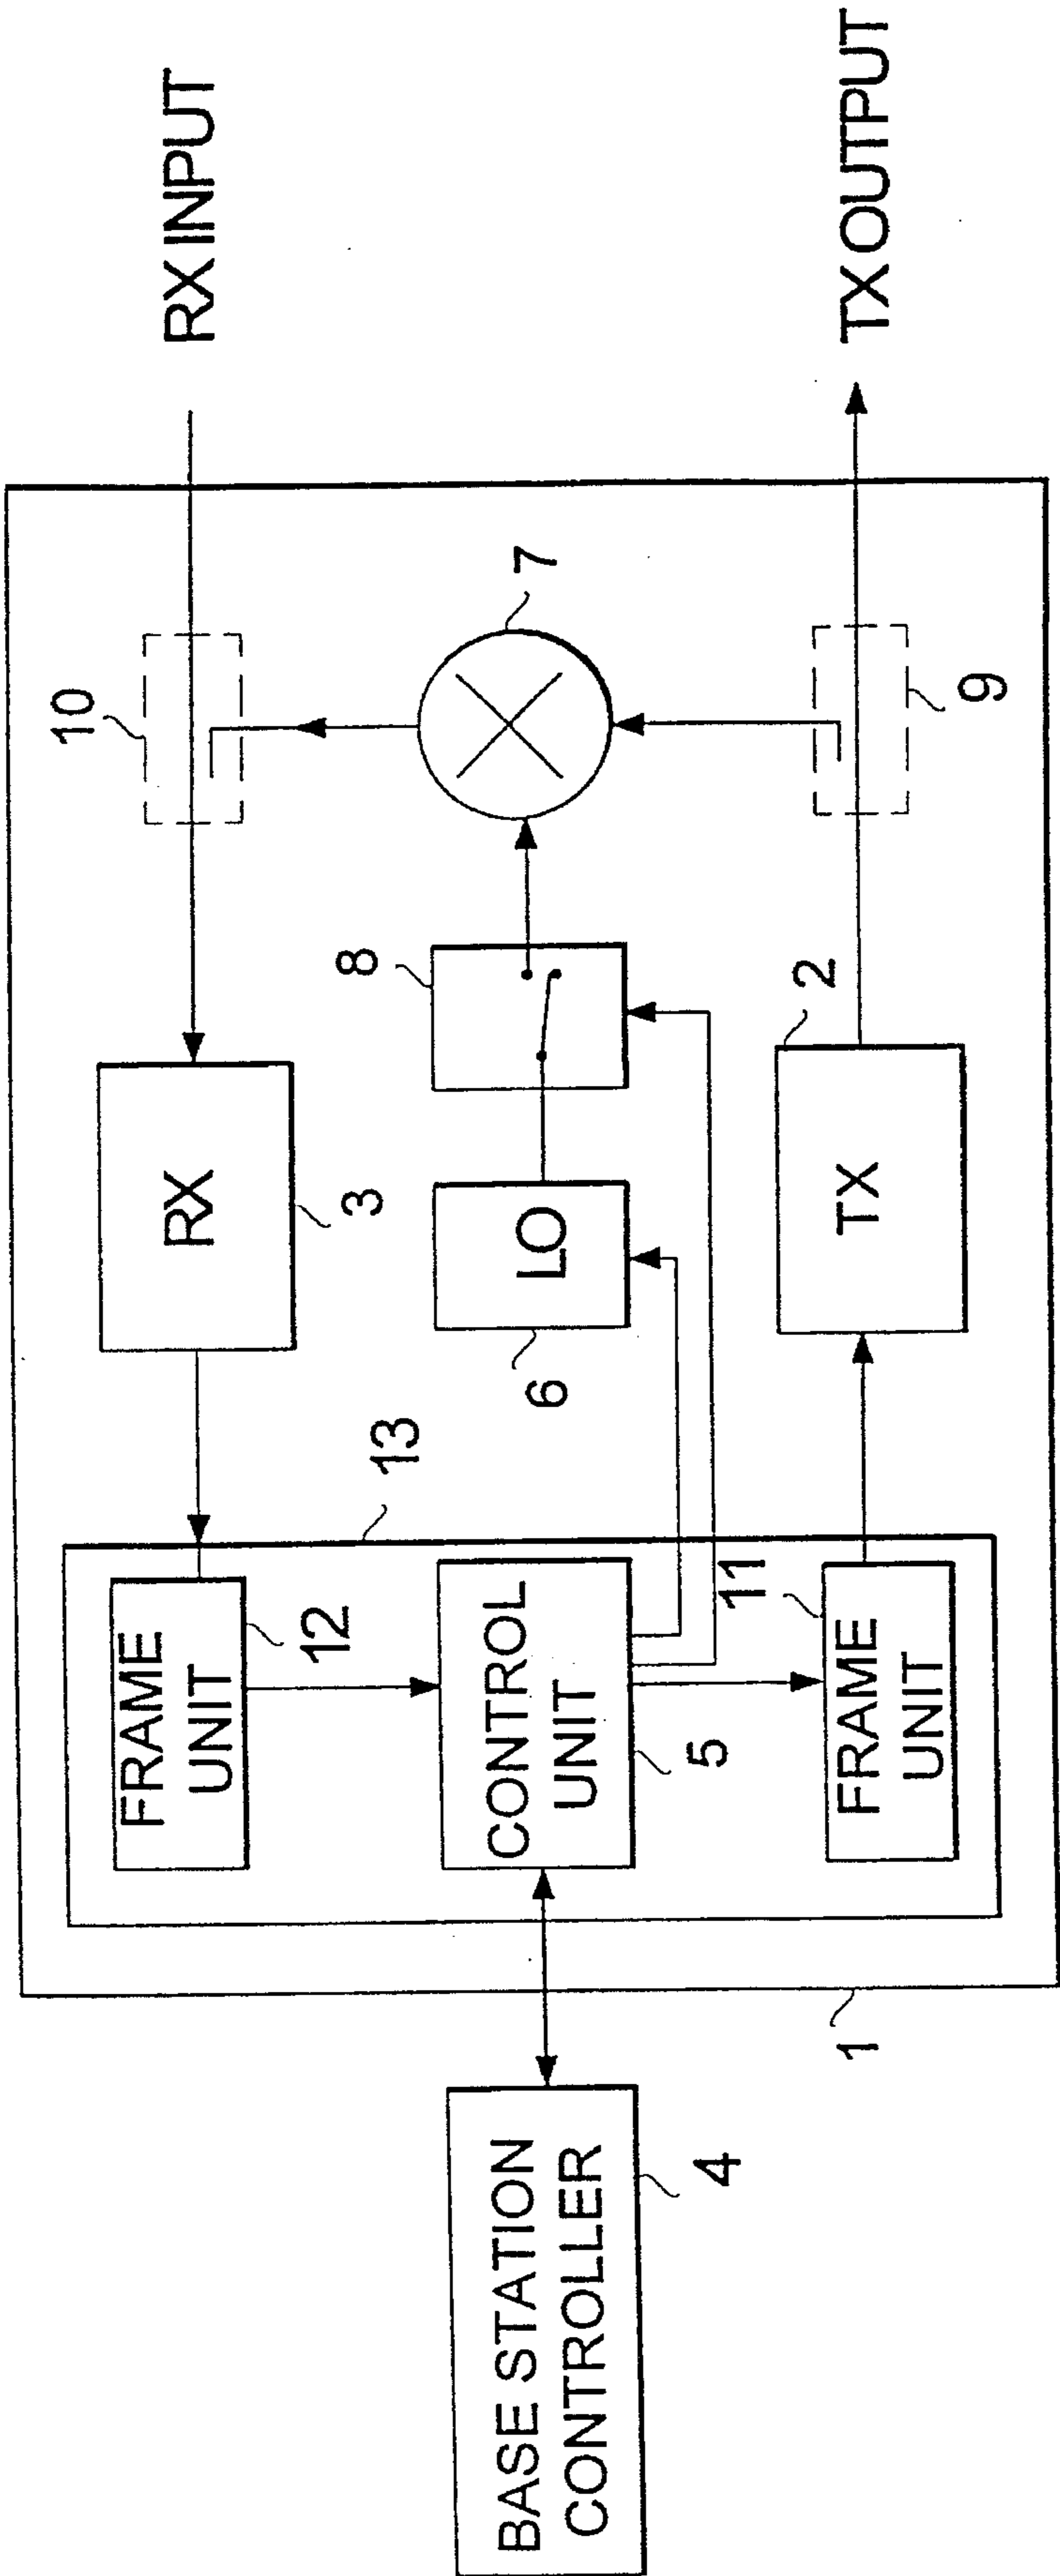 RX INPUT
10
RX
3
FRAME
UNIT
12
13
7
8
LO
6
CONTROL
UNIT
5
BASE STATION
CONTROLLER
4
TX OUTPUT
9
2
TX
11
FRAME
UNIT
1